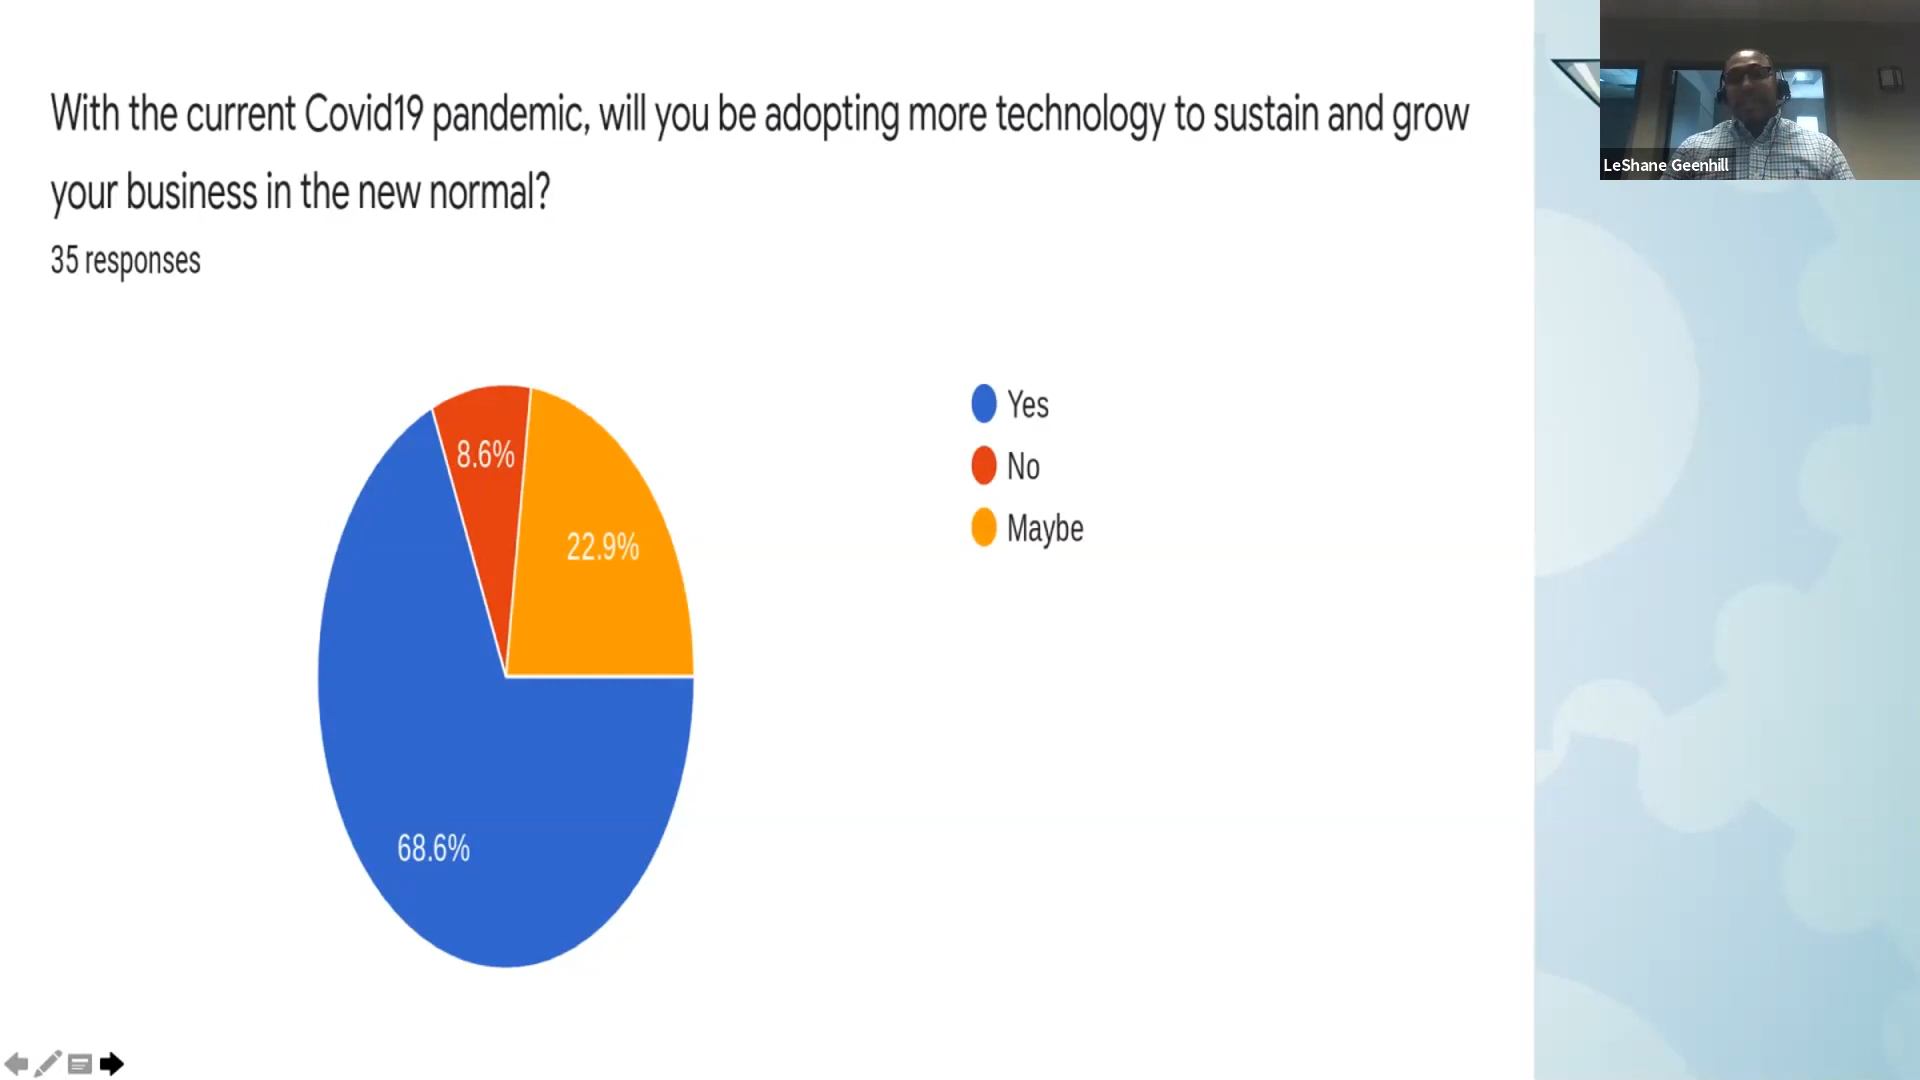 With the current Covid19 pandemic, will you be adopting more technology to sustain and grow
your business in the new normal?
35 responses
Yes
No
Maybe
8.6%
22.9%
68.6%
LeShane Geenhill